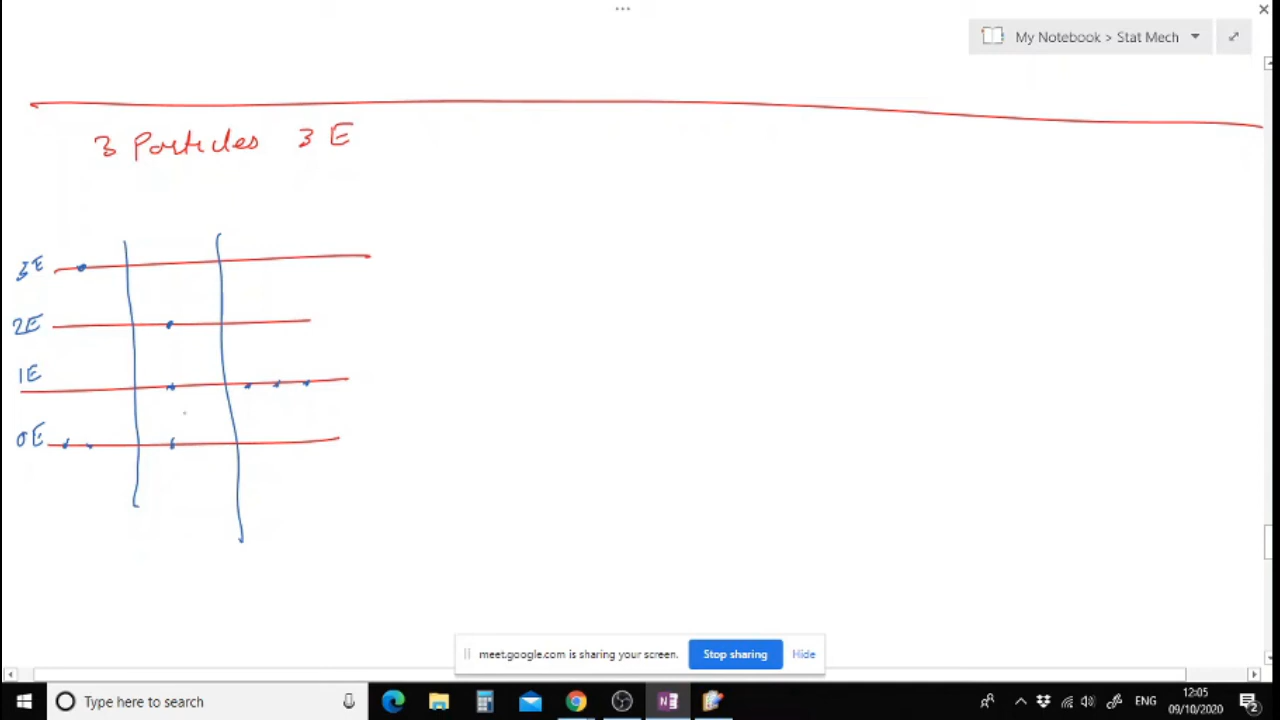 My Notebook > Stat Mech
3 Particles 3 E
3E
2E
1E
0E
meet.google.com is sharing your screen.
Stop sharing
Hide
Type here to search
ENG
12:05
09/10/2020
2